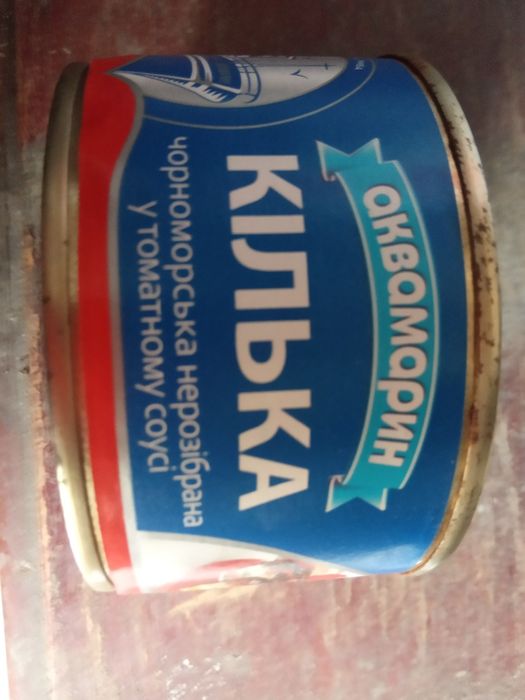 аквамарин
КІЛЬКА
чорноморська нерозібрана
у томатному соусі